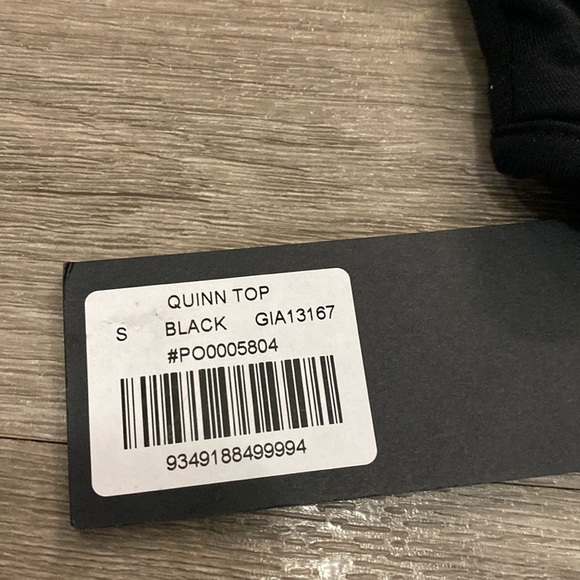 QUINN TOP
S BLACK GIA13167
#PO0005804
9349188499994